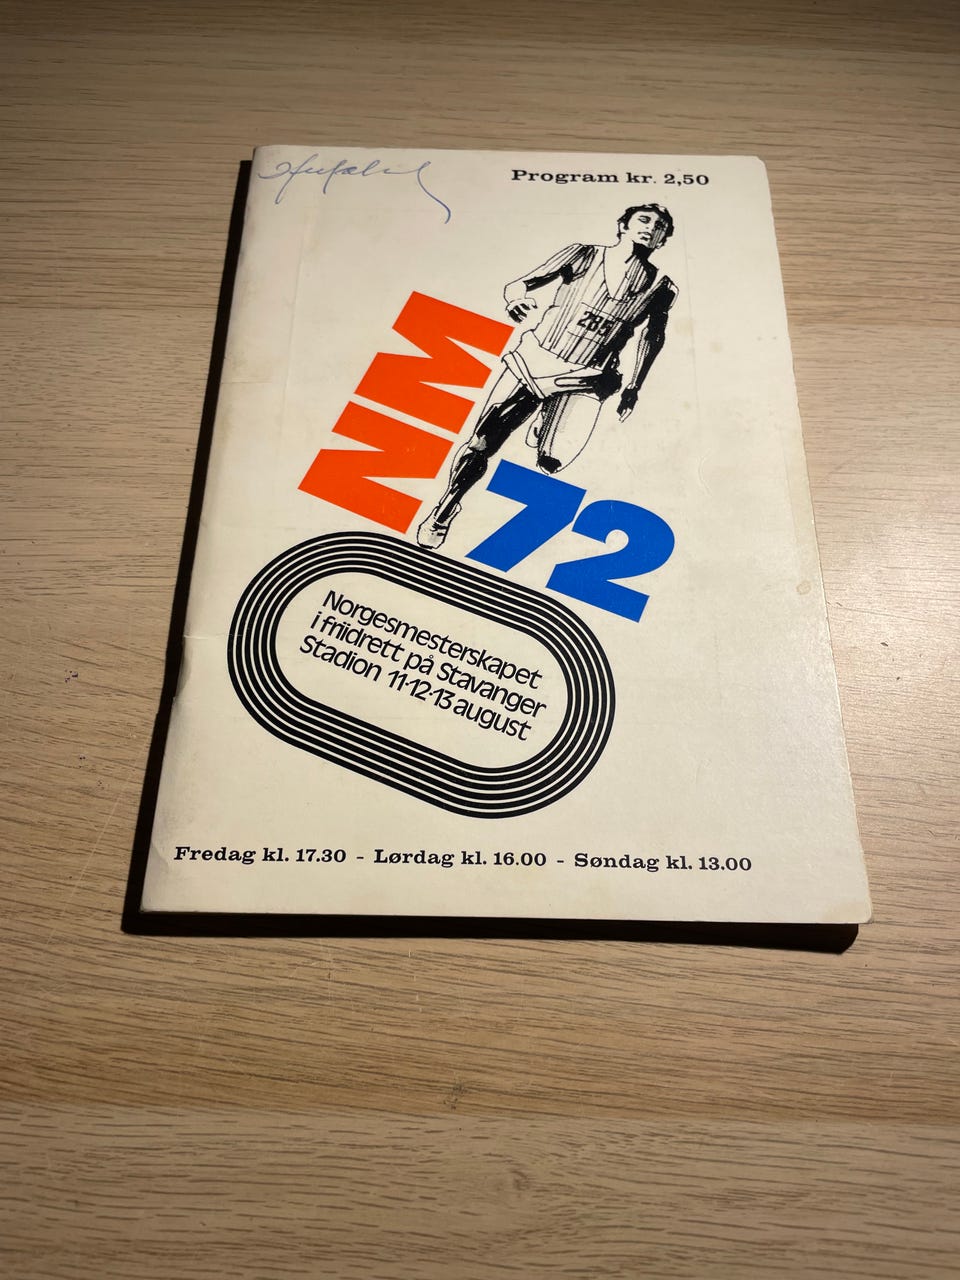 Program kr. 2,50
285
NM
72
Norgesmesterskapet
i friidrett på Stavanger
Stadion 11-12-13 august
Fredag kl. 17.30 - Lørdag kl. 16.00 - Søndag kl. 13.00